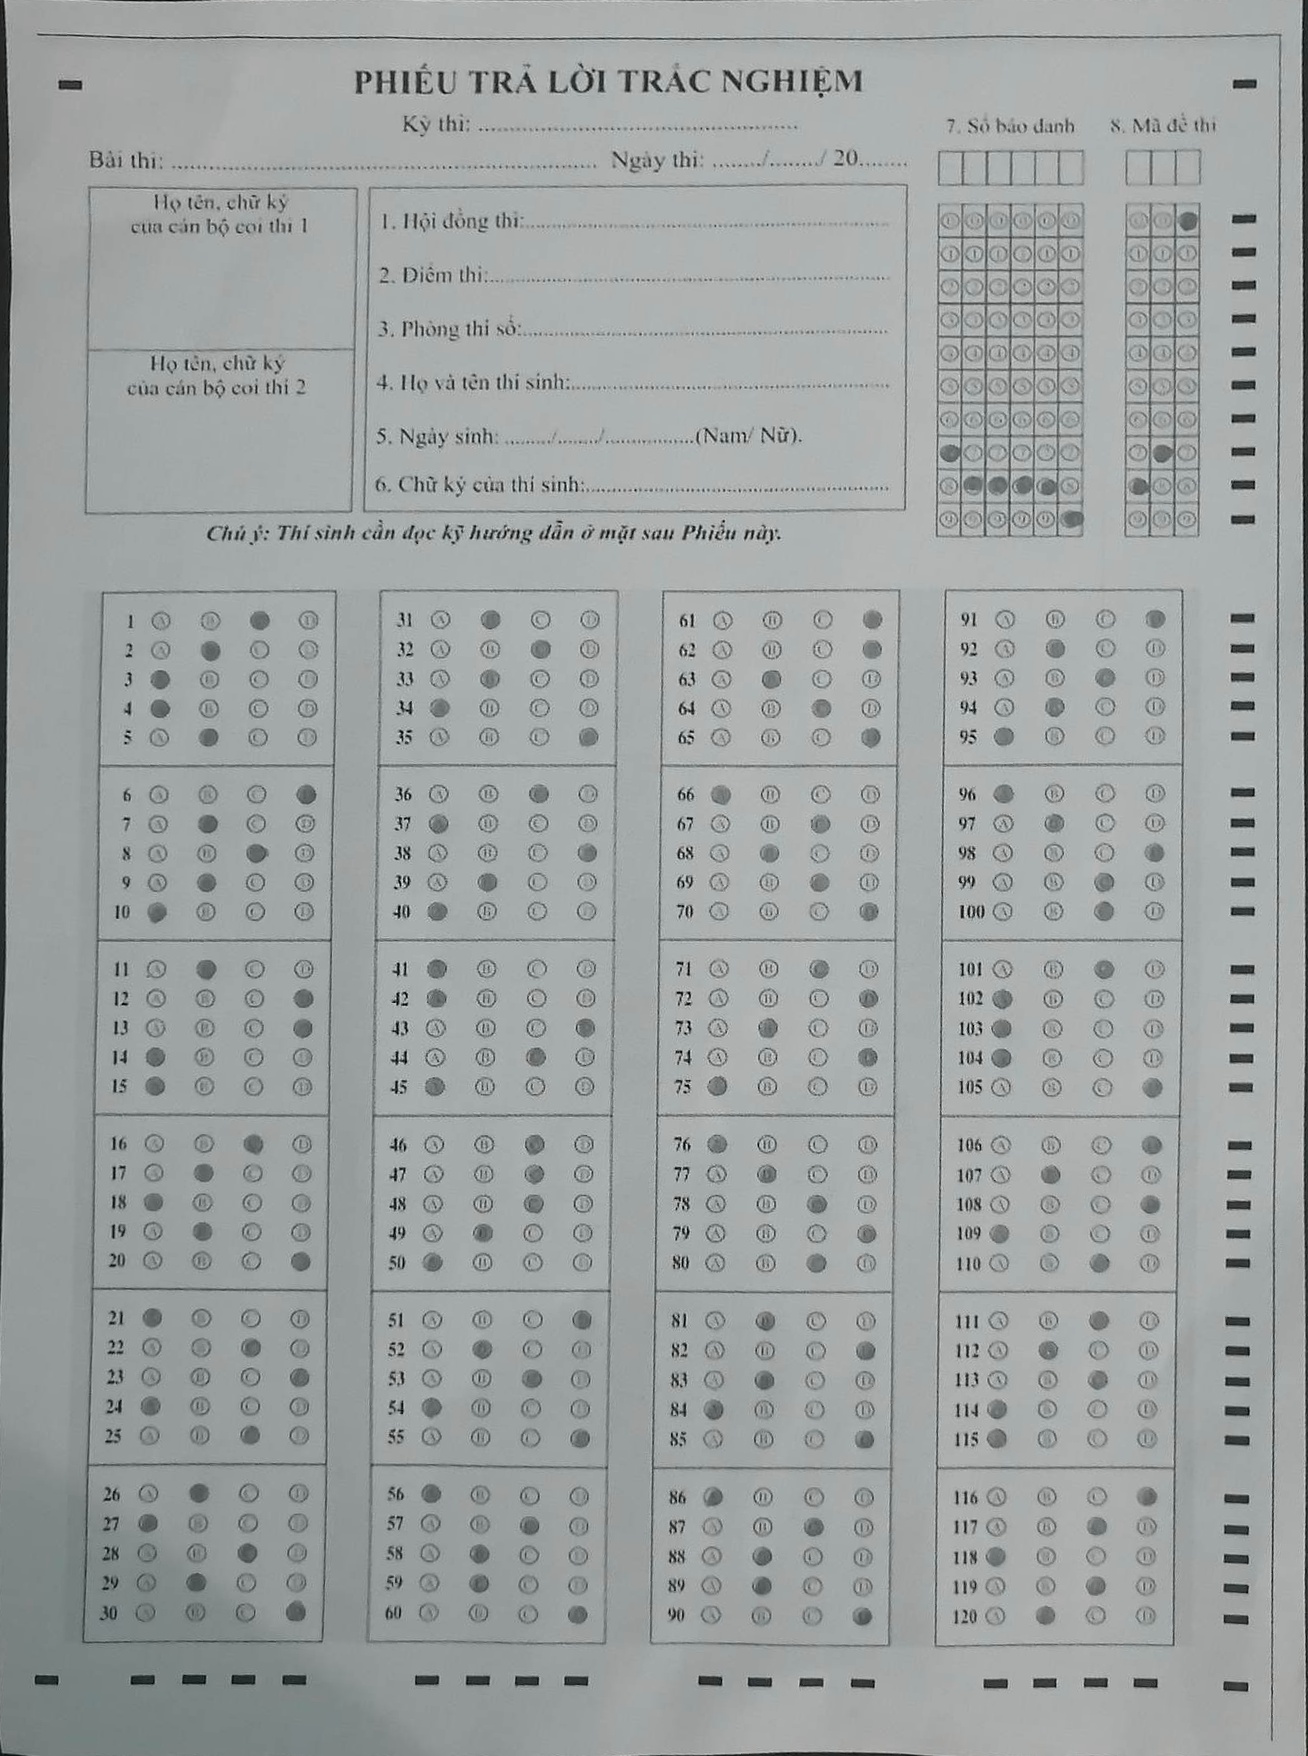 PHIẾU TRẢ LỜI TRẮC NGHIỆM
Kỳ thi: ................................................
Bài thi: ................................................................ Ngày thi: ......../......../ 20........
7. Số báo danh
8. Mã đề thi
Họ tên, chữ ký
của cán bộ coi thi 1
Họ tên, chữ ký
của cán bộ coi thi 2
1. Hội đồng thi:................................................
2. Điểm thi:................................................
3. Phòng thi số:................................................
4. Họ và tên thí sinh:................................................
5. Ngày sinh: ......../......../................(Nam/ Nữ).
6. Chữ ký của thí sinh:................................................
Chú ý: Thí sinh cần đọc kỹ hướng dẫn ở mặt sau Phiếu này.
1 A B D
2 A C D
3 B C D
4 B C D
5 A C D
6 A B C
7 A C D
8 A B D
9 A C D
10 B C D
11 A C D
12 A B C
13 A B C
14 B C D
15 B C D
16 A B D
17 A C D
18 B C D
19 A C D
20 A B C
21 B C D
22 A B D
23 A B C
24 B C D
25 A B D
26 A C D
27 B C D
28 A B D
29 A C D
30 A B C
31 A C D
32 A B D
33 A C D
34 B C D
35 A B C
36 A B D
37 B C D
38 A B C
39 A C D
40 B C D
41 B C D
42 B C D
43 A B C
44 A B D
45 B C D
46 A B D
47 A B D
48 A B D
49 A C D
50 B C D
51 A B C
52 A C D
53 A B D
54 B C D
55 A B C
56 B C D
57 A B D
58 A C D
59 A C D
60 A B C
61 A B C
62 A B C
63 A C D
64 A B D
65 A B C
66 B C D
67 A B D
68 A C D
69 A B D
70 A B C
71 A B D
72 A B C
73 A C D
74 A B C
75 B C D
76 B C D
77 A C D
78 A B D
79 A B C
80 A B D
81 A C D
82 A B C
83 A C D
84 B C D
85 A B C
86 B C D
87 A B D
88 A C D
89 A C D
90 A B C
91 A B C
92 A C D
93 A B D
94 A C D
95 B C D
96 B C D
97 A C D
98 A B C
99 A B D
100 A B D
101 A B D
102 B C D
103 B C D
104 B C D
105 A B C
106 A B C
107 A C D
108 A B C
109 B C D
110 A B D
111 A B D
112 A C D
113 A B D
114 B C D
115 B C D
116 A B C
117 A B D
118 B C D
119 A B D
120 A C D